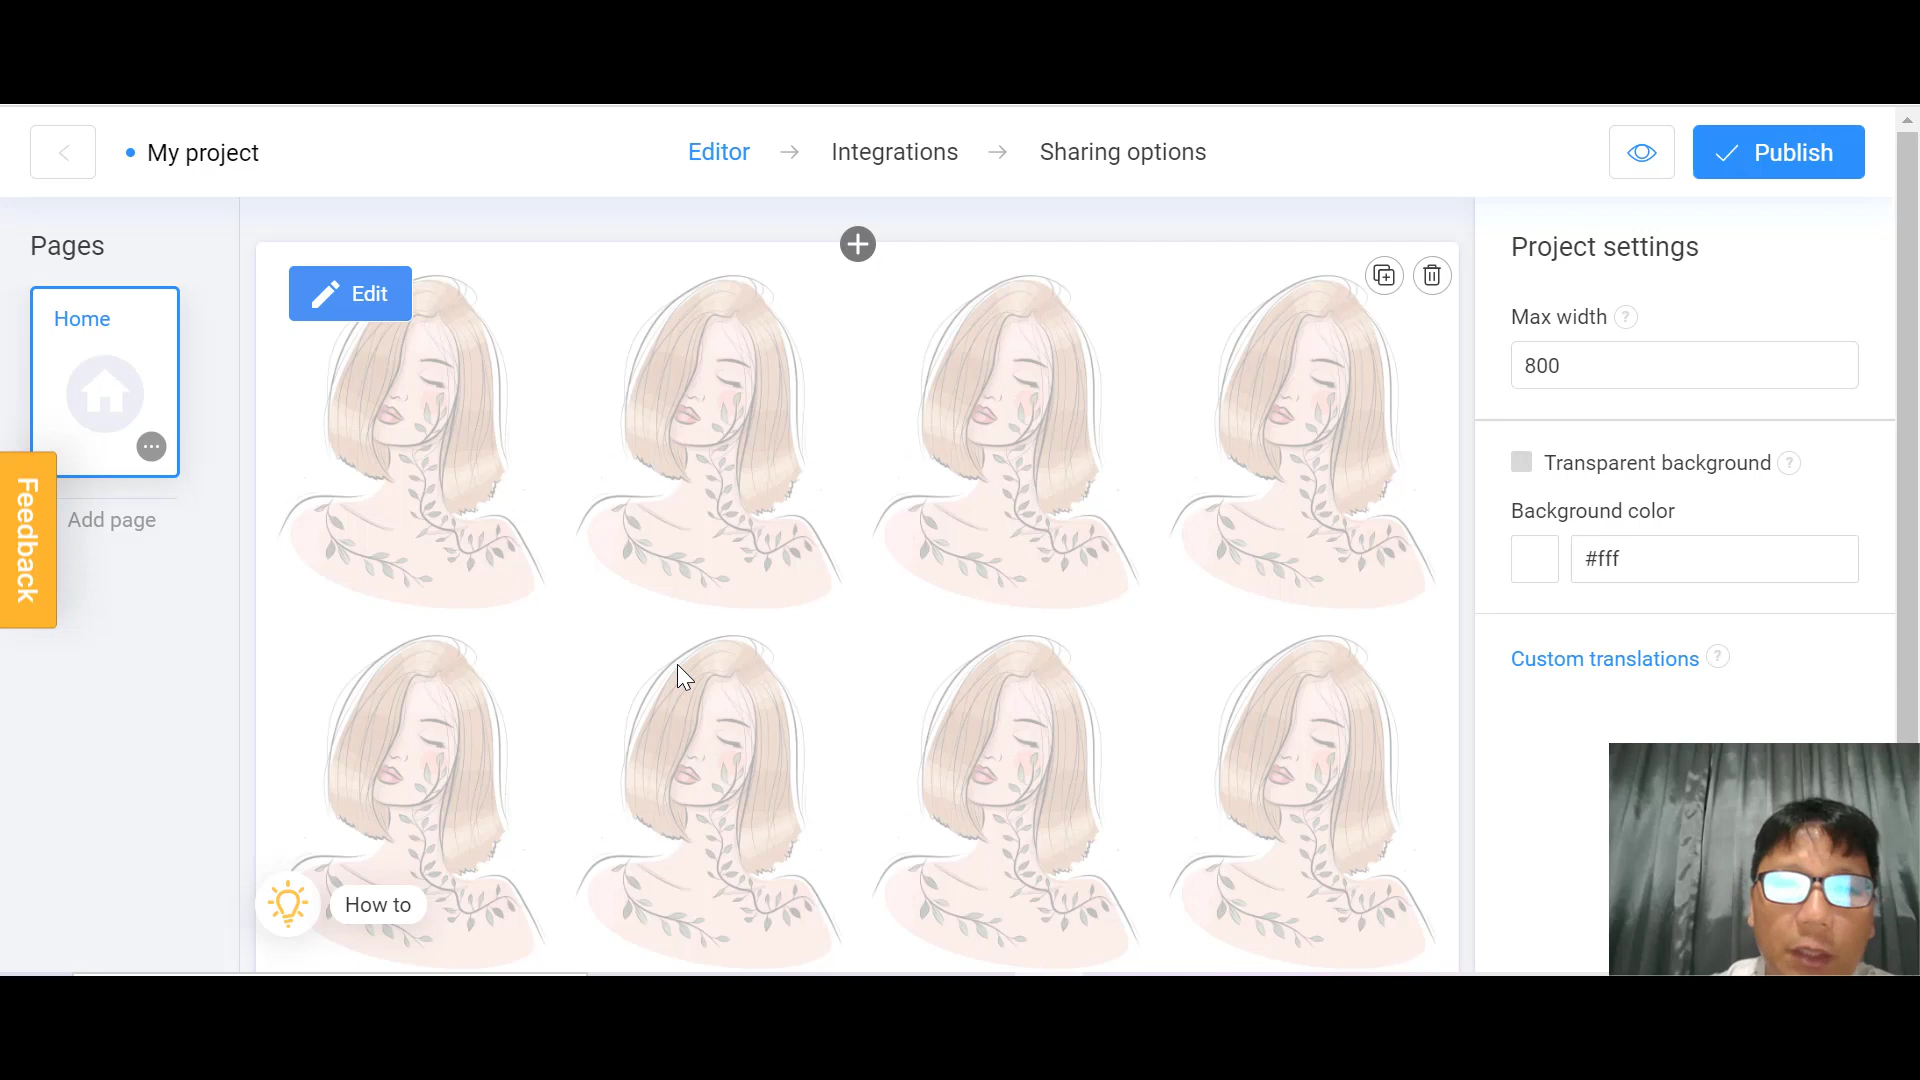 My project
Editor
Integrations
Sharing options
Publish
Pages
Home
Add page
Feedback
Edit
How to
Project settings
Max width ?
800
Transparent background ?
Background color
#fff
Custom translations ?